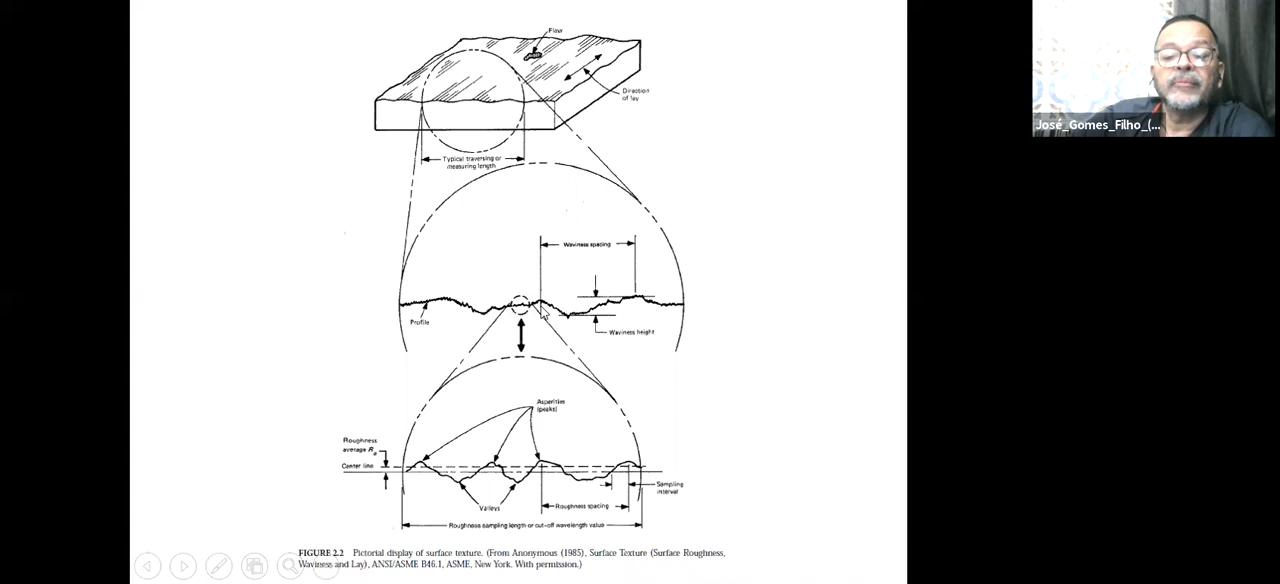 Flaw
Direction
of lay
Typical traversing or
measuring length
Waviness spacing
Profile
Waviness height
Asperities
(peaks)
Roughness
average Ra
Center line
Sampling
interval
Valleys
Roughness spacing
Roughness sampling length or cut-off wavelength value
FIGURE 2.2 Pictorial display of surface texture. (From Anonymous (1985), Surface Texture (Surface Roughness,
Waviness and Lay), ANSI/ASME B46.1, ASME, New York. With permission.)
José_Gomes_Filho_(...